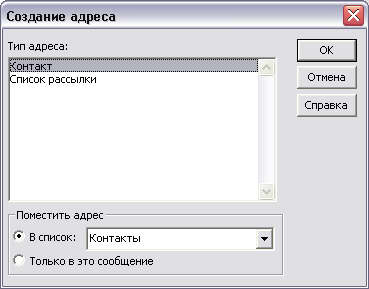 Создание адреса
Тип адреса:
Контакт
Список рассылки
OK
Отмена
Справка
Поместить адрес
В список:
Контакты
Только в это сообщение